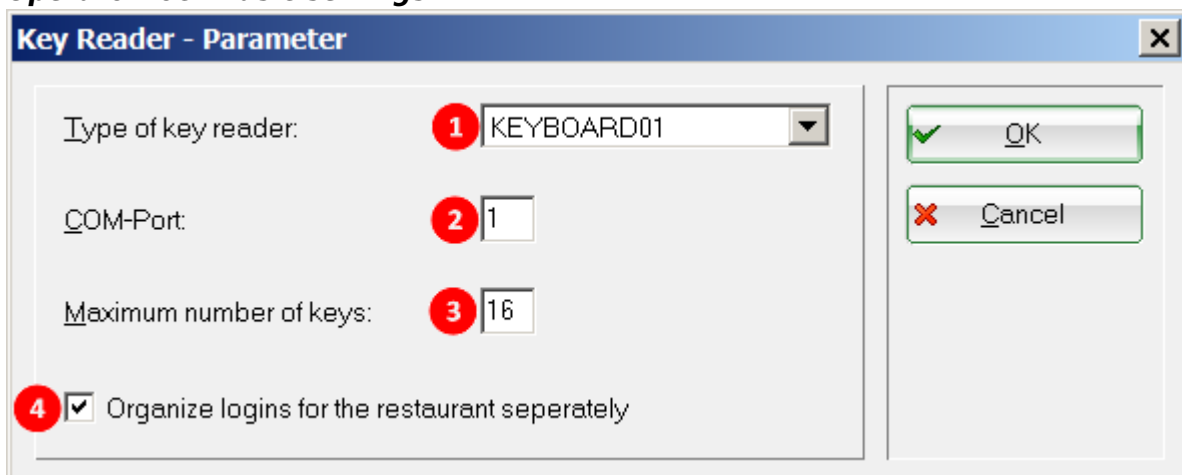 Key Reader - Parameter
Type of key reader: 1 KEYBOARD01
OK
COM-Port: 2 1
Cancel
Maximum number of keys: 3 16
4 Organize logins for the restaurant seperately